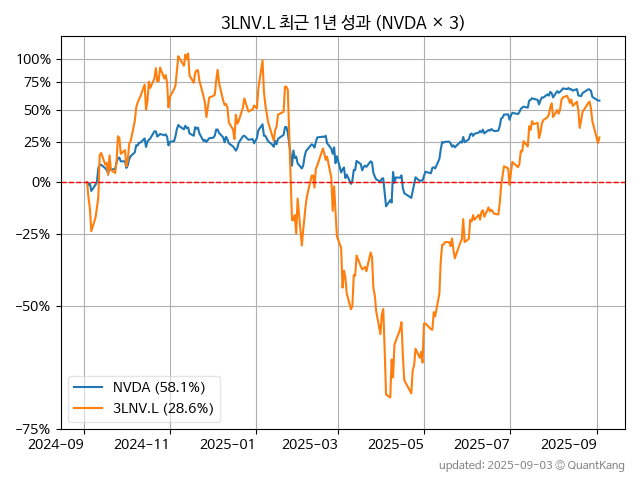 3LNV.L 최근 1년 성과 (NVDA × 3)
100%
75%
50%
25%
0%
−25%
−50%
−75%
NVDA (58.1%)
3LNV.L (28.6%)
2024-09 2024-11 2025-01 2025-03 2025-05 2025-07 2025-09
updated: 2025-09-03 © QuantKang